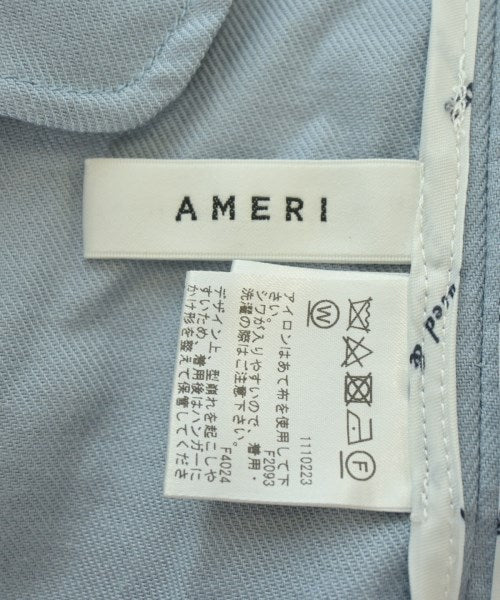 AMERI
W
F
1110223
アイロンはあて布を使用して下
さい。
シワが入りやすいので、着用・
洗濯の際はご注意下さい。
F2093
デザイン上、型崩れを起こしや
すいため、着用後はハンガーに
かけ形を整えて保管してくださ
F4024